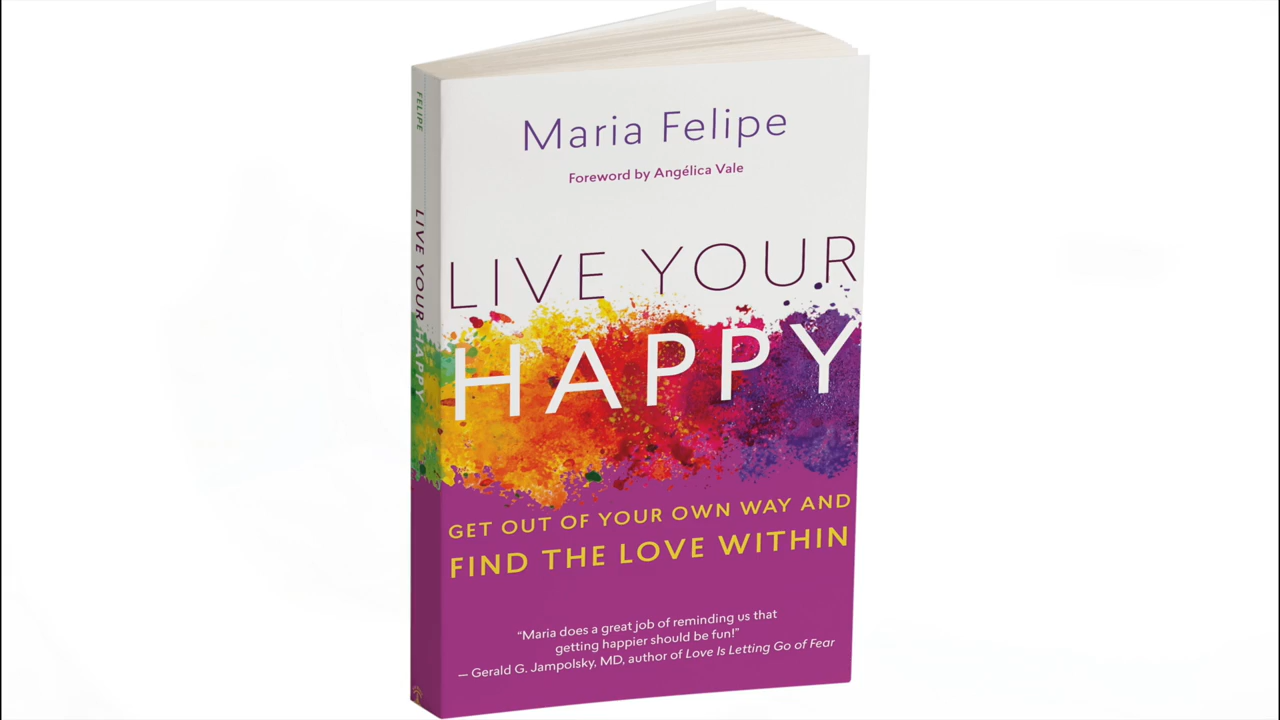 FELIPE
LIVE YOUR HAPPY
Maria Felipe
Foreword by Angélica Vale
LIVE YOUR
HAPPY
GET OUT OF YOUR OWN WAY AND
FIND THE LOVE WITHIN
“Maria does a great job of reminding us that
getting happier should be fun!”
— Gerald G. Jampolsky, MD, author of Love Is Letting Go of Fear